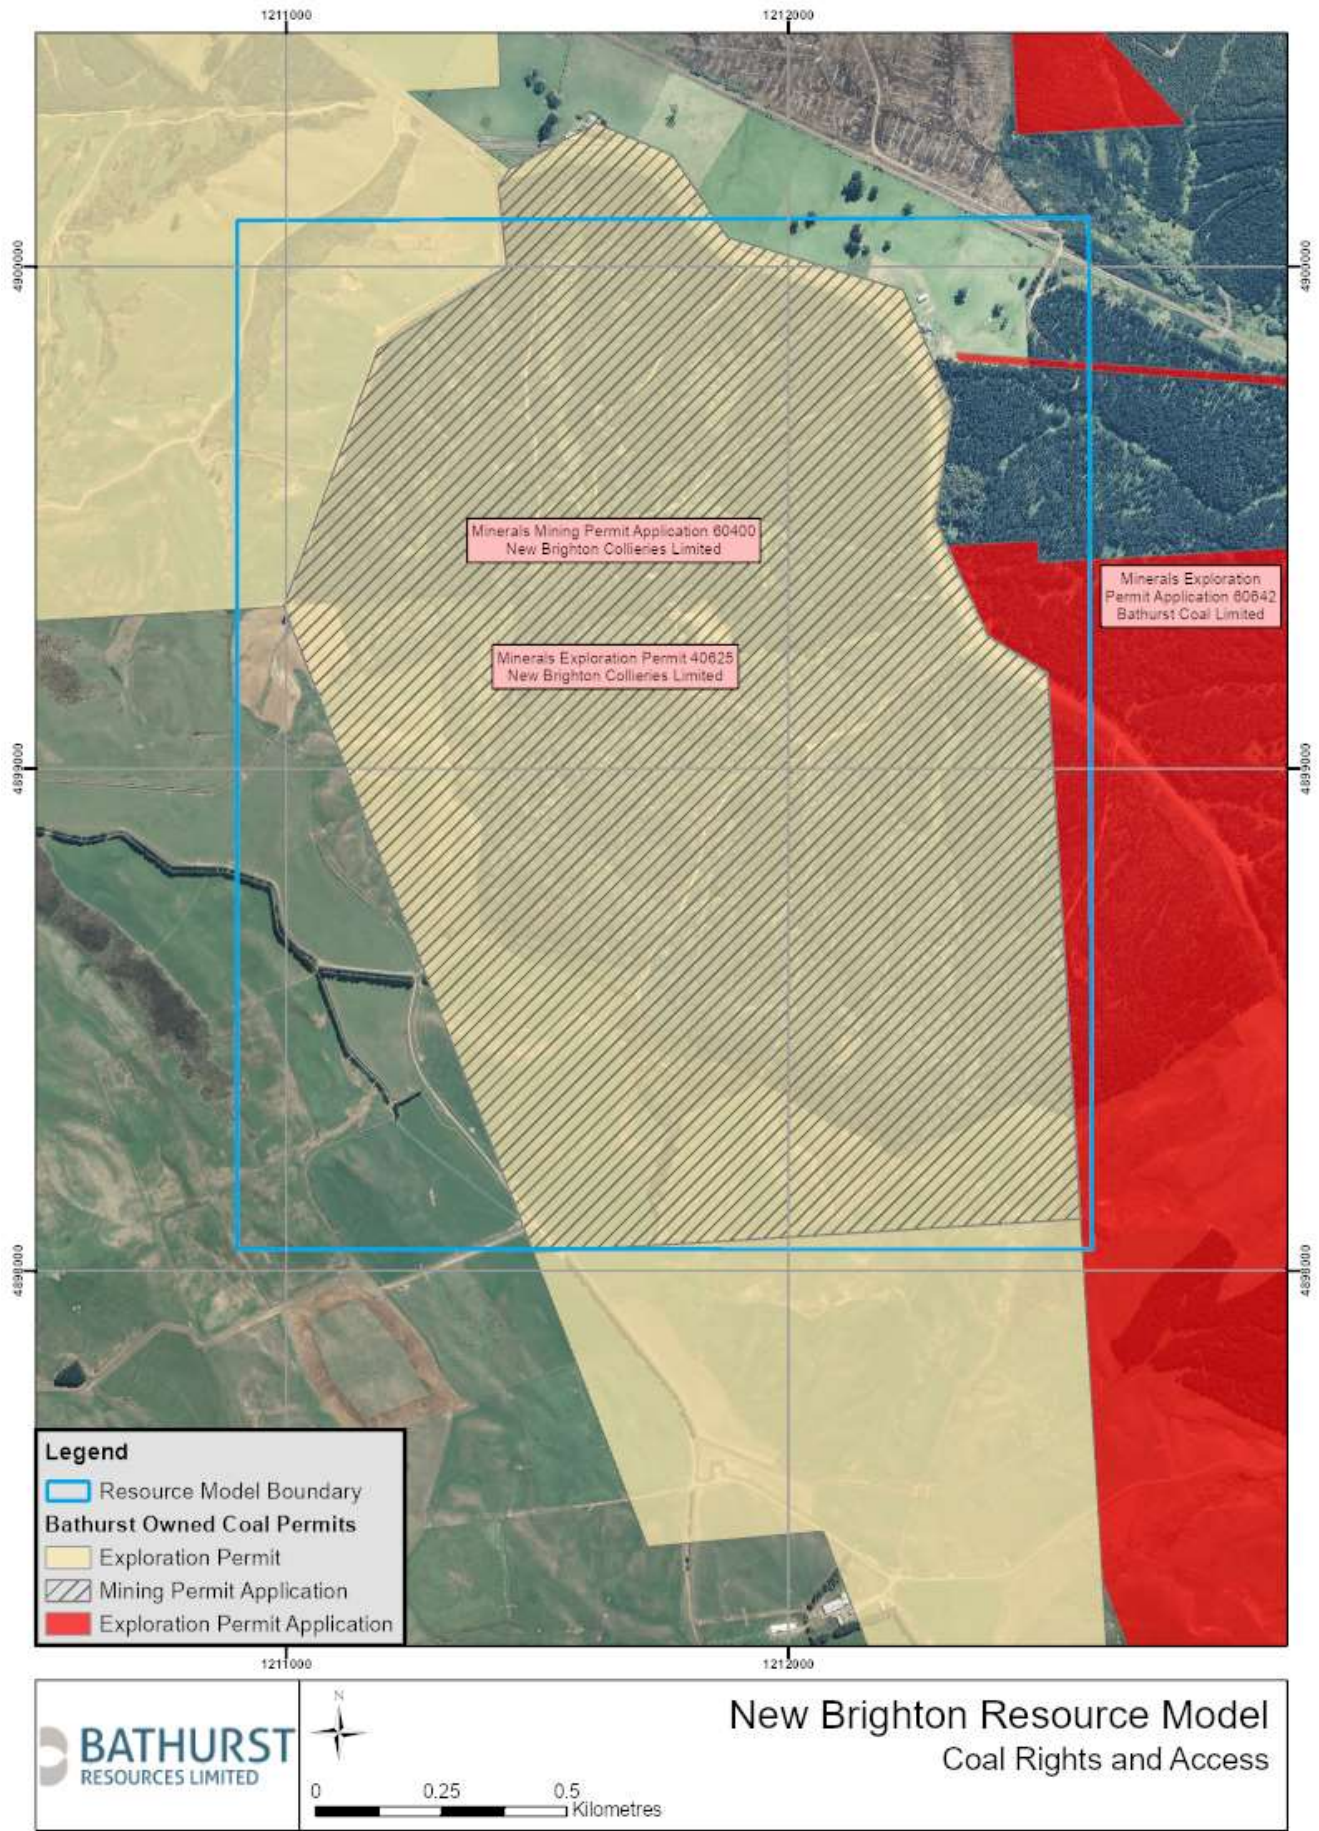 1211000
1212000
4900000
4900000
Minerals Mining Permit Application 60400
New Brighton Collieries Limited
Minerals Exploration
Permit Application 60642
Bathurst Coal Limited
Minerals Exploration Permit 40625
New Brighton Collieries Limited
4899000
4899000
4898000
4898000
Legend
Resource Model Boundary
Bathurst Owned Coal Permits
Exploration Permit
Mining Permit Application
Exploration Permit Application
1211000
1212000
BATHURST
RESOURCES LIMITED
N
0 0.25 0.5
Kilometres
New Brighton Resource Model
Coal Rights and Access